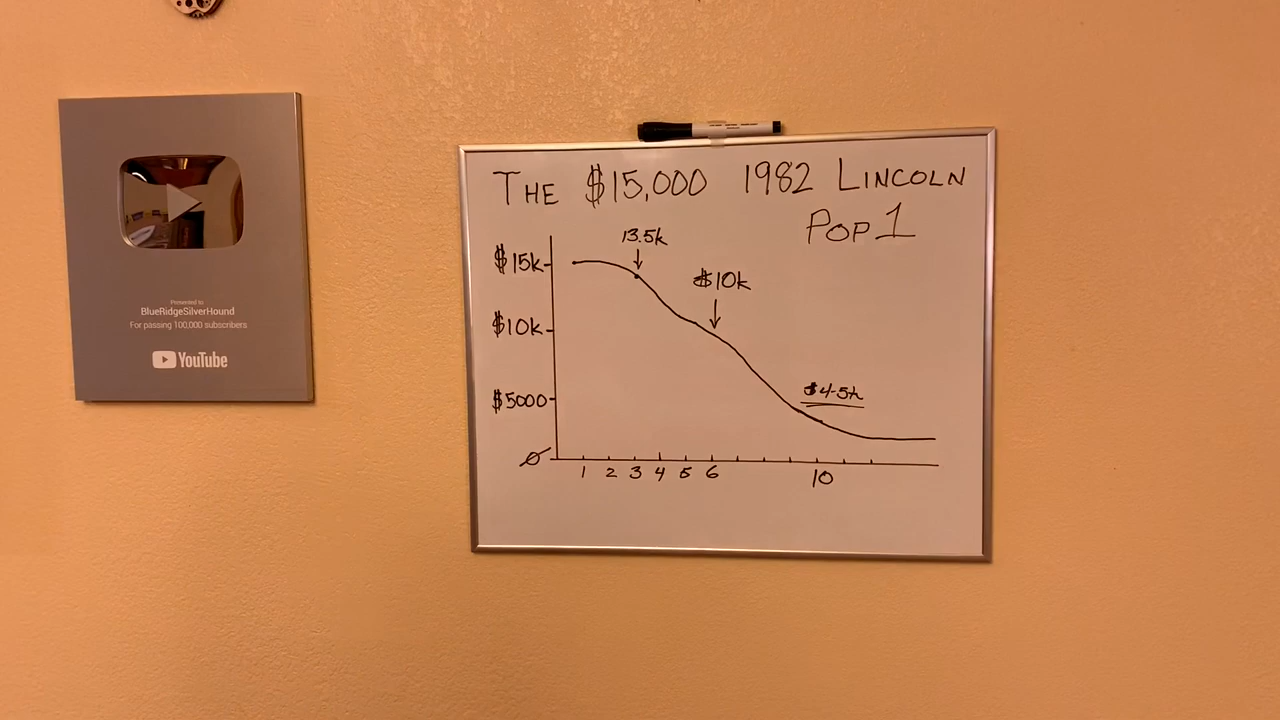 Presented to
BlueRidgeSilverHound
For passing 100,000 subscribers
YouTube
THE $15,000 1982 LINCOLN
POP 1
13.5k
$15k
$10k
$10k
$5000
$4-5k
0
1 2 3 4 5 6 10